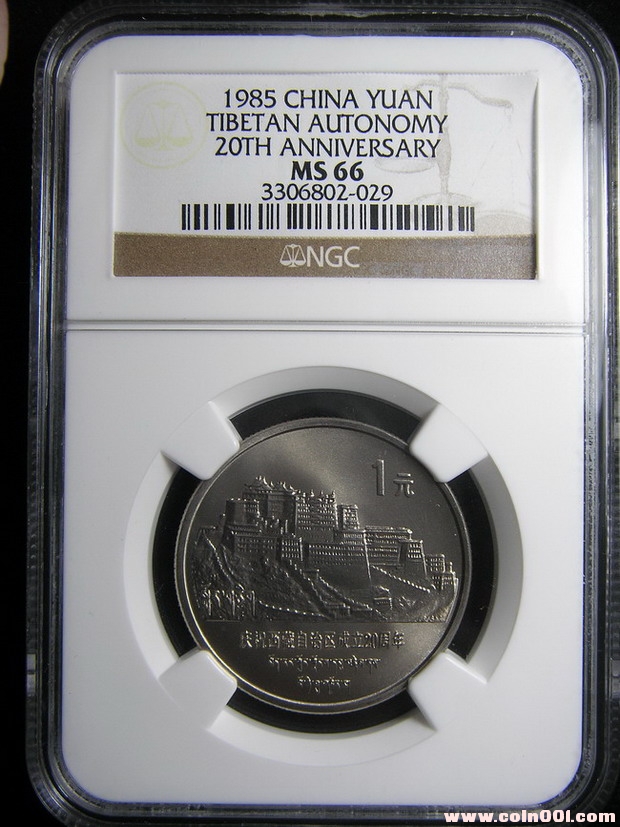 1985 CHINA YUAN
TIBETAN AUTONOMY
20TH ANNIVERSARY
MS 66
3306802-029
NGC
1元
庆祝西藏自治区成立20周年
www.coln001.com